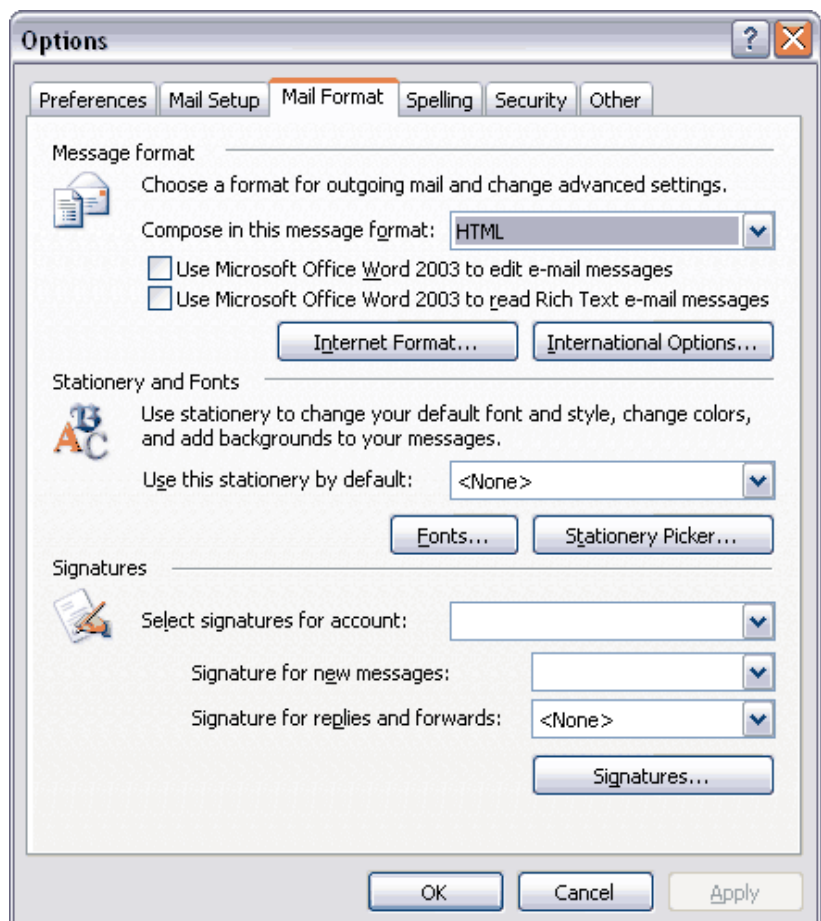 Options
Preferences Mail Setup Mail Format Spelling Security Other
Message format
Choose a format for outgoing mail and change advanced settings.
Compose in this message format: HTML
Use Microsoft Office Word 2003 to edit e-mail messages
Use Microsoft Office Word 2003 to read Rich Text e-mail messages
Internet Format... International Options...
Stationery and Fonts
Use stationery to change your default font and style, change colors,
and add backgrounds to your messages.
Use this stationery by default: <None>
Fonts... Stationery Picker...
Signatures
Select signatures for account:
Signature for new messages:
Signature for replies and forwards: <None>
Signatures...
OK Cancel Apply